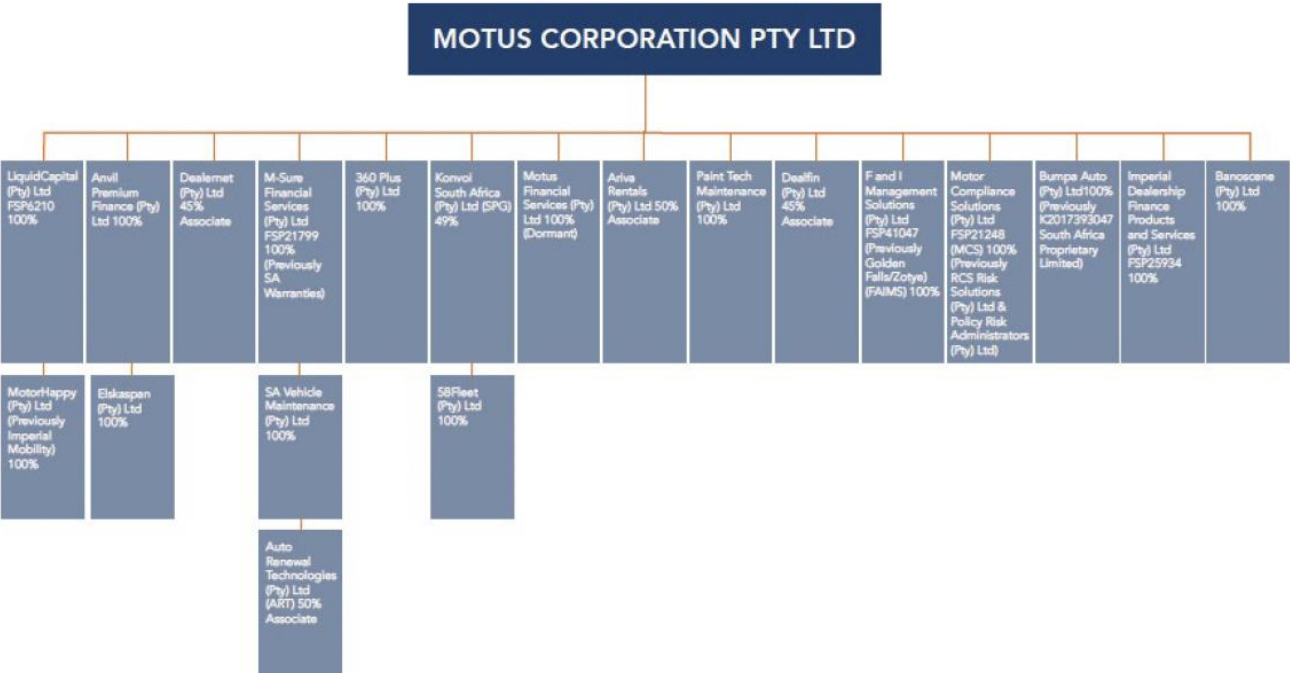 MOTUS CORPORATION PTY LTD
LiquidCapital
(Pty) Ltd
FSP6210
100%
Anvil
Premium
Finance (Pty)
Ltd 100%
Dealernet
(Pty) Ltd
45%
Associate
M-Sure
Financial
Services
(Pty) Ltd
FSP21799
100%
(Previously
SA
Warranties)
360 Plus
(Pty) Ltd
100%
Konvoi
South Africa
(Pty) Ltd (SPG)
49%
Motus
Financial
Services (Pty)
Ltd 100%
(Dormant)
Ariva
Rentals
(Pty) Ltd 50%
Associate
Paint Tech
Maintenance
(Pty) Ltd
100%
Dealfin
(Pty) Ltd
45%
Associate
F and I
Management
Solutions
(Pty) Ltd
FSP41047
(Previously
Golden
Falls/Zotye)
(FAIMS) 100%
Motor
Compliance
Solutions
(Pty) Ltd
FSP21248
(MCS) 100%
(Previously
RCS Risk
Solutions
(Pty) Ltd &
Policy Risk
Administrators
(Pty) Ltd)
Bumpa Auto
(Pty) Ltd100%
(Previously
K2017393047
South Africa
Proprietary
Limited)
Imperial
Dealership
Finance
Products
and Services
(Pty) Ltd
FSP25934
100%
Banoscene
(Pty) Ltd
100%
MotorHappy
(Pty) Ltd
(Previously
Imperial
Mobility)
100%
Elskaspan
(Pty) Ltd
100%
SA Vehicle
Maintenance
(Pty) Ltd
100%
58Fleet
(Pty) Ltd
100%
Auto
Renewal
Technologies
(Pty) Ltd
(ART) 50%
Associate